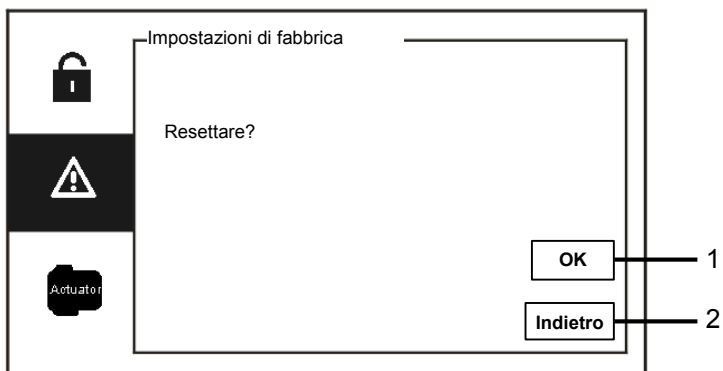 Impostazioni di fabbrica
Resettare?
OK
1
Actuator
Indietro
2